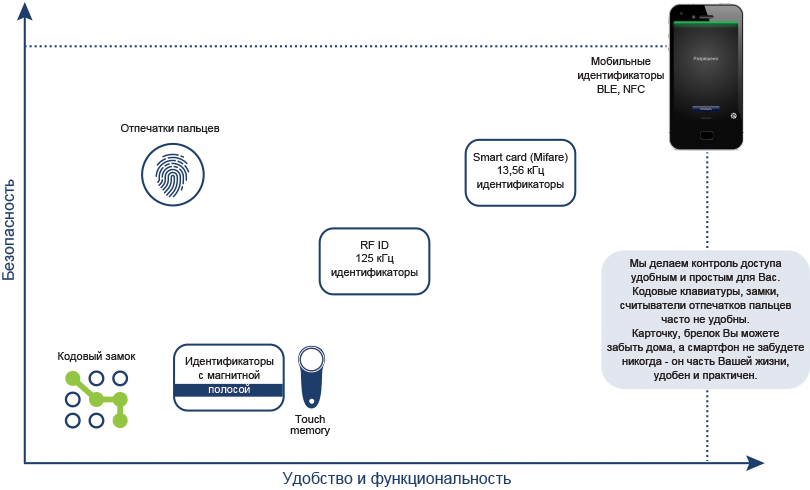 Мобильные
идентификаторы
BLE, NFC
Разрешено
Отпечатки пальцев
Smart card (Mifare)
13,56 кГц
идентификаторы
Безопасность
RF ID
125 кГц
идентификаторы
Мы делаем контроль доступа
удобным и простым для Вас.
Кодовые клавиатуры, замки,
считыватели отпечатков пальцев
часто не удобны.
Карточку, брелок Вы можете
забыть дома, а смартфон не забудете
никогда - он часть Вашей жизни,
удобен и практичен.
Кодовый замок
Идентификаторы
с магнитной
полосой
Touch
memory
Удобство и функциональность